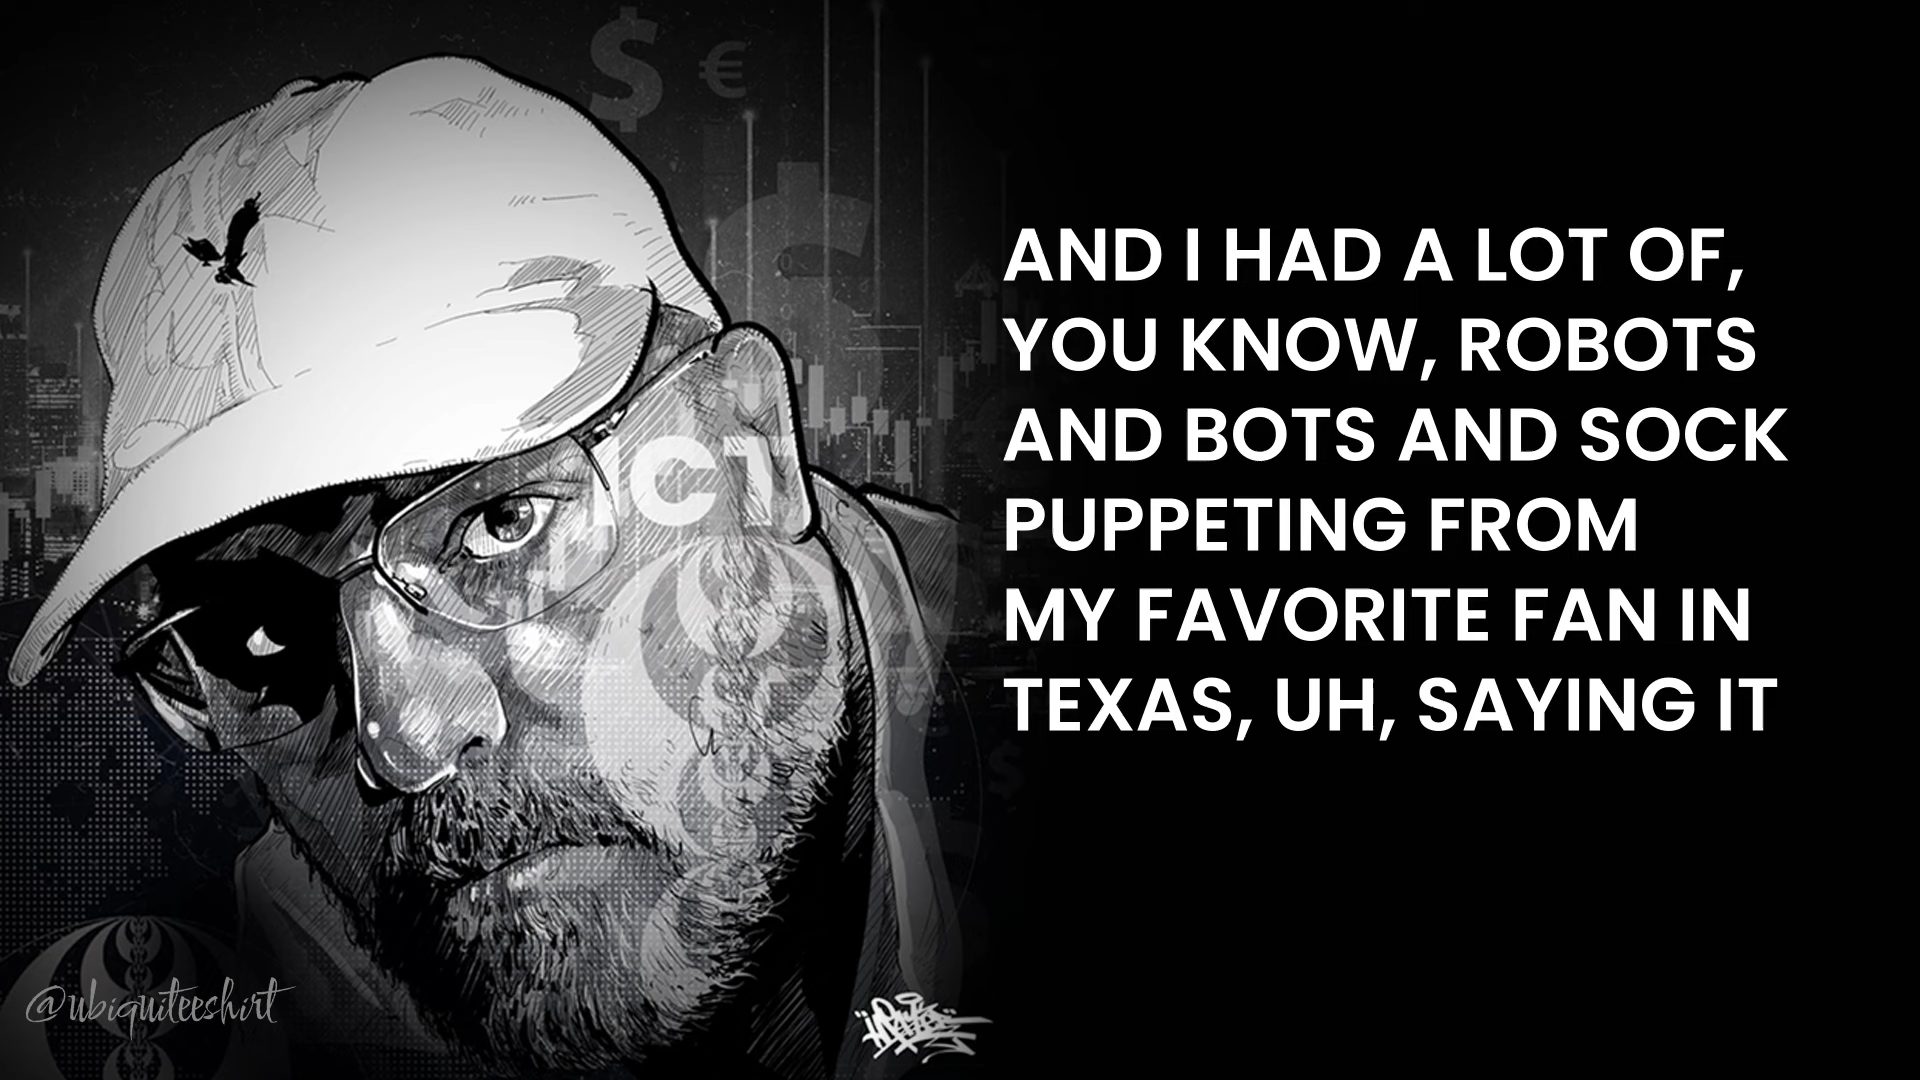 $ €
ICT
AND I HAD A LOT OF,
YOU KNOW, ROBOTS
AND BOTS AND SOCK
PUPPETING FROM
MY FAVORITE FAN IN
TEXAS, UH, SAYING IT
@ubiquiteeshirt